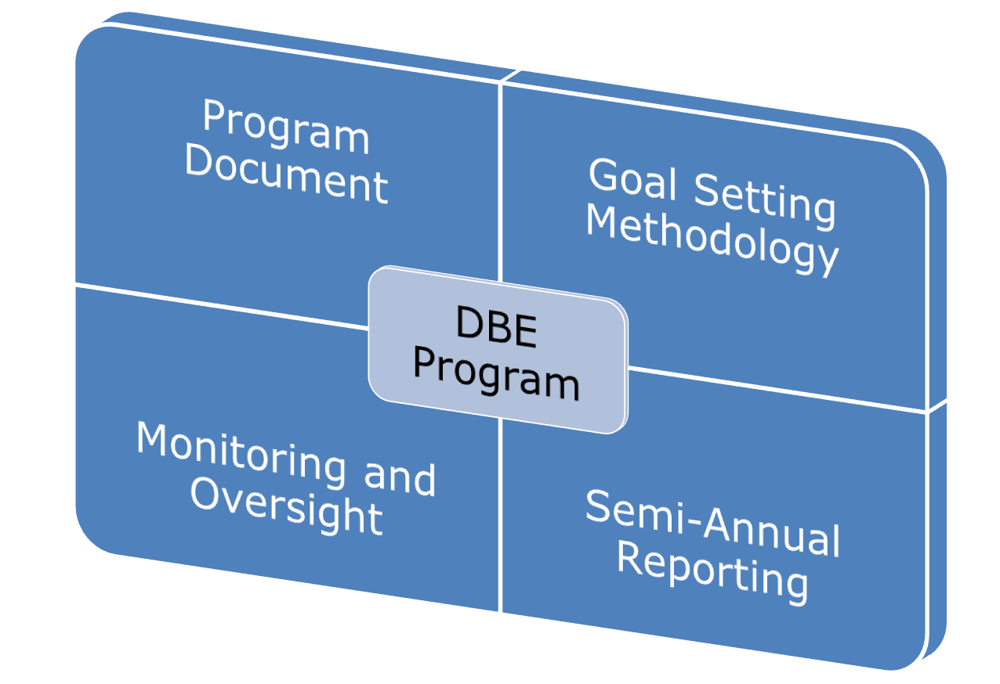 Program
Document
Goal Setting
Methodology
DBE
Program
Monitoring and
Oversight
Semi-Annual
Reporting